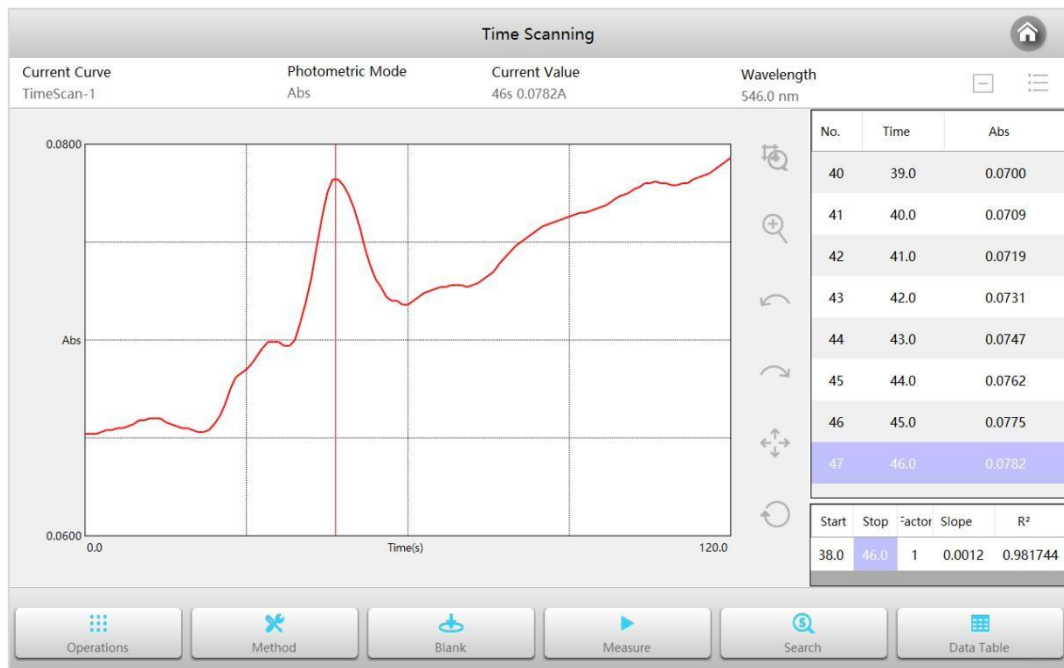 Time Scanning
Current Curve Photometric Mode Current Value Wavelength
TimeScan-1 Abs 46s 0.0782A 546.0 nm
No. Time Abs
40 39.0 0.0700
41 40.0 0.0709
42 41.0 0.0719
43 42.0 0.0731
44 43.0 0.0747
45 44.0 0.0762
46 45.0 0.0775
47 46.0 0.0782
0.0800
Abs
0.0600
0.0 Time(s) 120.0
Start Stop Factor Slope R²
38.0 46.0 1 0.0012 0.981744
Operations Method Blank Measure Search Data Table